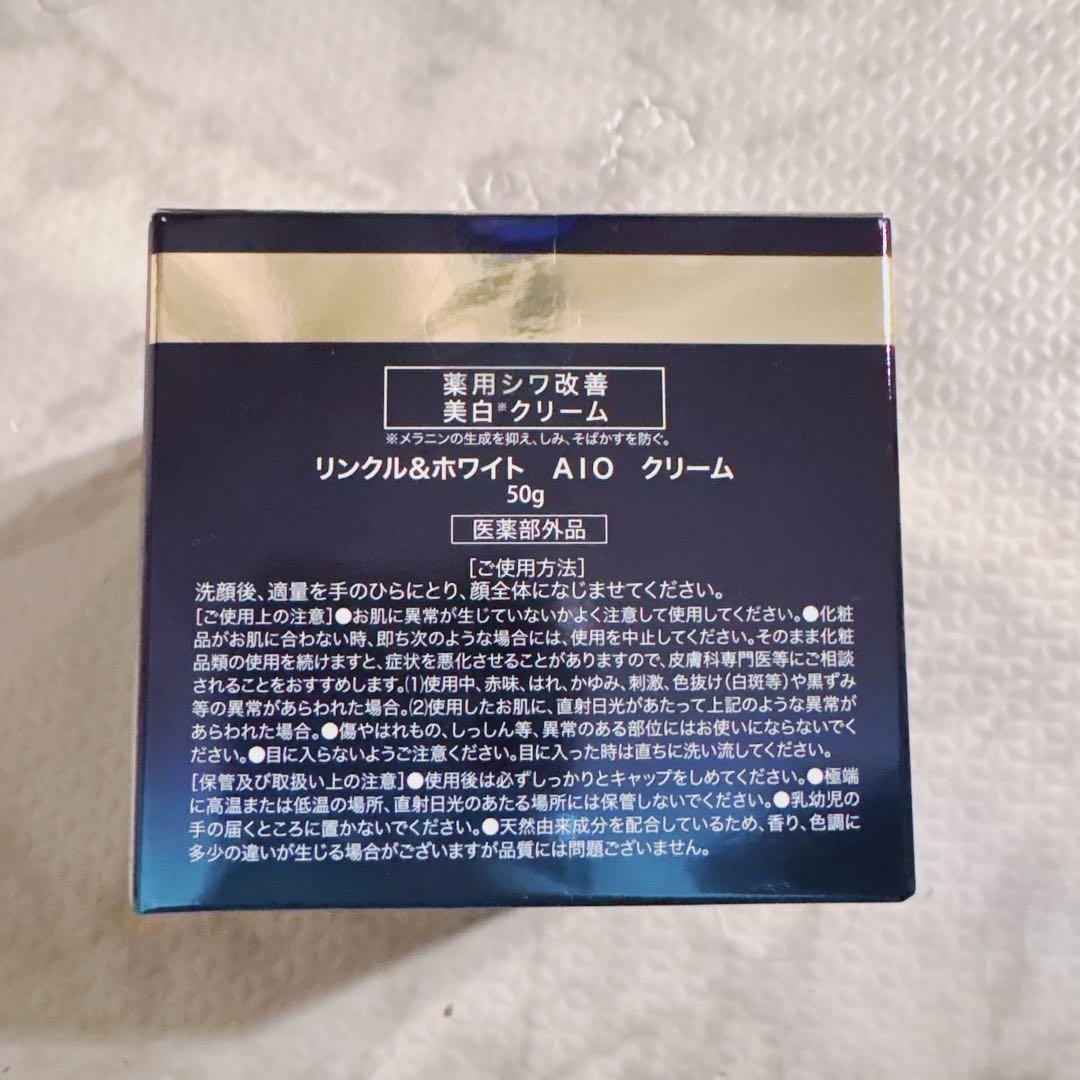 薬用シワ改善
美白※クリーム
※メラニンの生成を抑え、しみ、そばかすを防ぐ。
リンクル&ホワイト AIO クリーム
50g
医薬部外品
[ご使用方法]
洗顔後、適量を手のひらにとり、顔全体になじませてください。
[ご使用上の注意]●お肌に異常が生じていないかよく注意して使用してください。●化粧
品がお肌に合わない時、即ち次のような場合には、使用を中止してください。そのまま化粧
品類の使用を続けますと、症状を悪化させることがありますので、皮膚科専門医等にご相談
されることをおすすめします。(1)使用中、赤味、はれ、かゆみ、刺激、色抜け(白斑等)や黒ずみ
等の異常があらわれた場合。(2)使用したお肌に、直射日光があたって上記のような異常が
あらわれた場合。●傷やはれもの、しっしん等、異常のある部位にはお使いにならないでく
ださい。●目に入らないようご注意ください。目に入った時は直ちに洗い流してください。
[保管及び取扱い上の注意]●使用後は必ずしっかりとキャップをしめてください。●極端
に高温または低温の場所、直射日光のあたる場所には保管しないでください。●乳幼児の
手の届くところに置かないでください。●天然由来成分を配合しているため、香り、色調に
多少の違いが生じる場合がございますが品質には問題ございません。